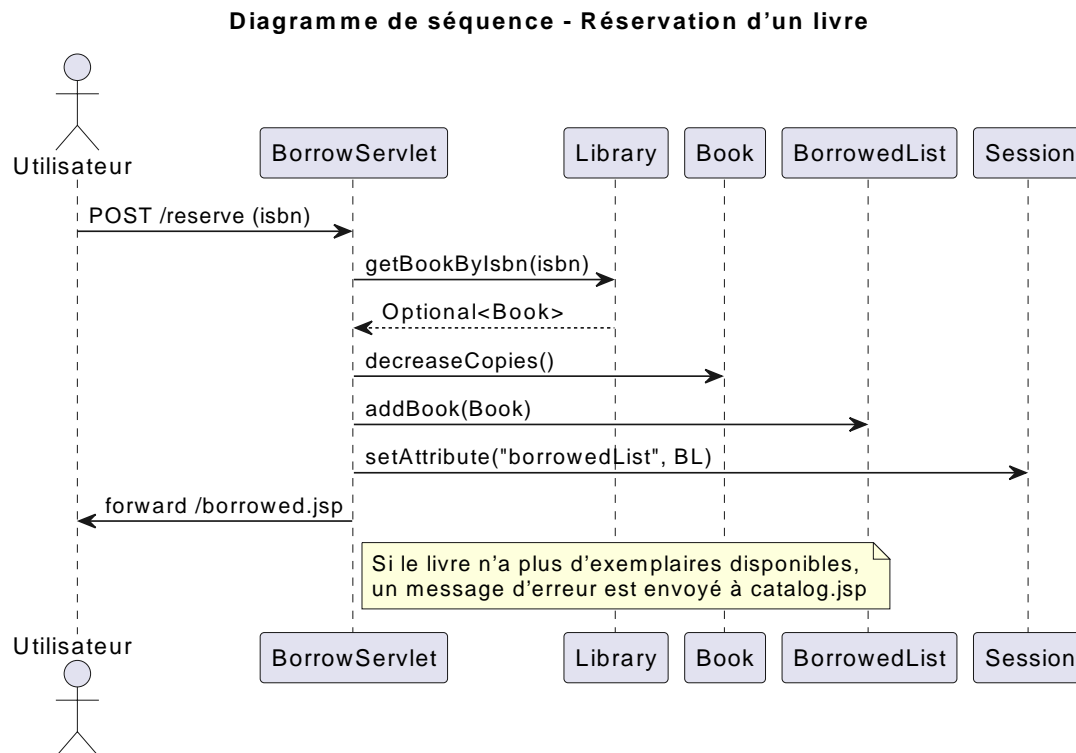 Diagramme de séquence - Réservation d'un livre
Utilisateur
BorrowServlet
Library
Book
BorrowedList
Session
POST /reserve (isbn)
getBookByIsbn(isbn)
Optional<Book>
decreaseCopies()
addBook(Book)
setAttribute("borrowedList", BL)
forward /borrowed.jsp
Si le livre n'a plus d'exemplaires disponibles,
un message d'erreur est envoyé à catalog.jsp
Utilisateur
BorrowServlet
Library
Book
BorrowedList
Session